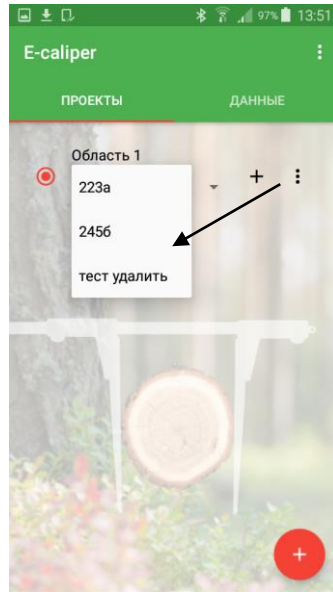 97% 13:51
E-caliper
ПРОЕКТЫ ДАННЫЕ
Область 1
223а
245б
тест удалить